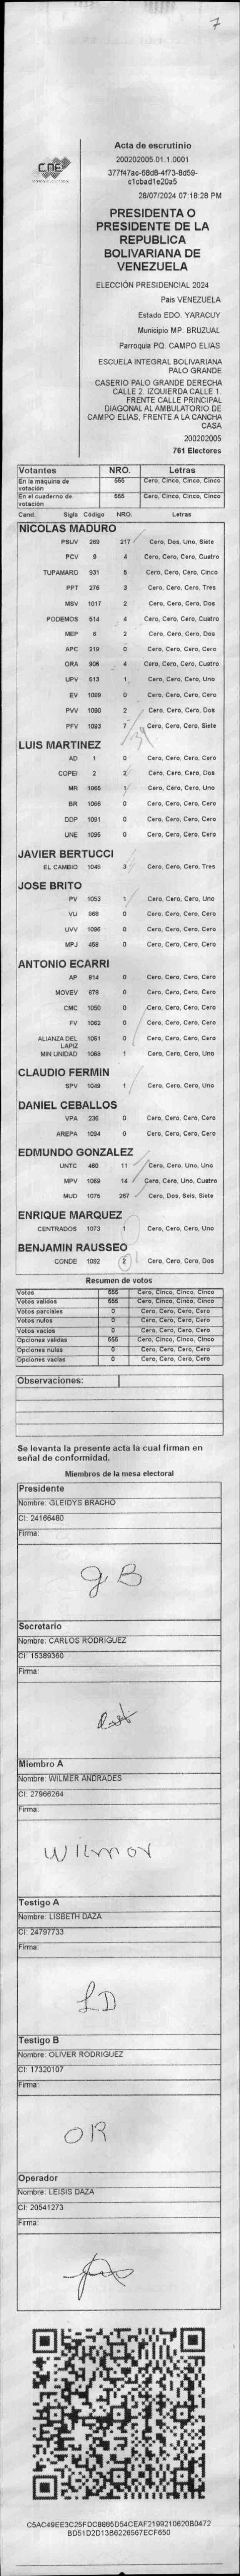 7
CNE
Acta de escrutinio
200202005.01.1.0001
377f47ac-68d8-4f73-8d59-
c1cbad1e20a5
28/07/2024 07:18:28 PM
PRESIDENTA O
PRESIDENTE DE LA
REPUBLICA
BOLIVARIANA DE
VENEZUELA
ELECCIÓN PRESIDENCIAL 2024
Pais VENEZUELA
Estado EDO. YARACUY
Municipio MP. BRUZUAL
Parroquia PQ. CAMPO ELIAS
ESCUELA INTEGRAL BOLIVARIANA
PALO GRANDE
CASERIO PALO GRANDE DERECHA
CALLE 2. IZQUIERDA CALLE 1.
FRENTE CALLE PRINCIPAL
DIAGONAL AL AMBULATORIO DE
CAMPO ELIAS, FRENTE A LA CANCHA
CASA
200202005
761 Electores
Votantes NRO. Letras
En la máquina de votación 555 Cero, Cinco, Cinco, Cinco
En el cuaderno de votación 555 Cero, Cinco, Cinco, Cinco
Cand. Sigla Código NRO. Letras
NICOLAS MADURO
PSUV 269 217 Cero, Dos, Uno, Siete
PCV 9 4 Cero, Cero, Cero, Cuatro
TUPAMARO 931 5 Cero, Cero, Cero, Cinco
PPT 276 3 Cero, Cero, Cero, Tres
MSV 1017 2 Cero, Cero, Cero, Dos
PODEMOS 514 4 Cero, Cero, Cero, Cuatro
MEP 6 2 Cero, Cero, Cero, Dos
APC 219 0 Cero, Cero, Cero, Cero
ORA 906 4 Cero, Cero, Cero, Cuatro
UPV 513 1 Cero, Cero, Cero, Uno
EV 1089 0 Cero, Cero, Cero, Cero
PVV 1090 2 Cero, Cero, Cero, Dos
PFV 1093 7 Cero, Cero, Cero, Siete
LUIS MARTINEZ
AD 1 0 Cero, Cero, Cero, Cero
COPEI 2 2 Cero, Cero, Cero, Dos
MR 1065 1 Cero, Cero, Cero, Uno
BR 1066 0 Cero, Cero, Cero, Cero
DDP 1091 0 Cero, Cero, Cero, Cero
UNE 1095 0 Cero, Cero, Cero, Cero
JAVIER BERTUCCI
EL CAMBIO 1048 3 Cero, Cero, Cero, Tres
JOSE BRITO
PV 1053 1 Cero, Cero, Cero, Uno
VU 868 0 Cero, Cero, Cero, Cero
UVV 1096 0 Cero, Cero, Cero, Cero
MPJ 458 0 Cero, Cero, Cero, Cero
ANTONIO ECARRI
AP 814 0 Cero, Cero, Cero, Cero
MOVEV 878 0 Cero, Cero, Cero, Cero
CMC 1050 0 Cero, Cero, Cero, Cero
FV 1062 0 Cero, Cero, Cero, Cero
ALIANZA DEL LAPIZ 1061 0 Cero, Cero, Cero, Cero
MIN UNIDAD 1069 1 Cero, Cero, Cero, Uno
CLAUDIO FERMIN
SPV 1049 1 Cero, Cero, Cero, Uno
DANIEL CEBALLOS
VPA 236 0 Cero, Cero, Cero, Cero
AREPA 1094 0 Cero, Cero, Cero, Cero
EDMUNDO GONZALEZ
UNTC 460 11 Cero, Cero, Uno, Uno
MPV 1069 14 Cero, Cero, Uno, Cuatro
MUD 1075 267 Cero, Dos, Seis, Siete
ENRIQUE MARQUEZ
CENTRADOS 1073 1 Cero, Cero, Cero, Uno
BENJAMIN RAUSSEO
CONDE 1092 2 Cero, Cero, Cero, Dos
Resumen de votos
Votos 555 Cero, Cinco, Cinco, Cinco
Votos validos 555 Cero, Cinco, Cinco, Cinco
Votos parciales 0 Cero, Cero, Cero, Cero
Votos nulos 0 Cero, Cero, Cero, Cero
Votos vacios 0 Cero, Cero, Cero, Cero
Opciones validas 555 Cero, Cinco, Cinco, Cinco
Opciones nulas 0 Cero, Cero, Cero, Cero
Opciones vacias 0 Cero, Cero, Cero, Cero
Observaciones:
Se levanta la presente acta la cual firman en
señal de conformidad.
Miembros de la mesa electoral
Presidente
Nombre: GLEIDYS BRACHO
CI: 24166480
Firma:
GB
Secretario
Nombre: CARLOS RODRIGUEZ
CI: 15389360
Firma:
Miembro A
Nombre: WILMER ANDRADES
CI: 27966264
Firma:
Wilmer
Testigo A
Nombre: LISBETH DAZA
CI: 24797733
Firma:
LD
Testigo B
Nombre: OLIVER RODRIGUEZ
CI: 17320107
Firma:
OR
Operador
Nombre: LEISIS DAZA
CI: 20541273
Firma:
C5AC49EE3C25FDC8865D54CEAF2199210620B0472
BD51D2D13B6226567ECF650